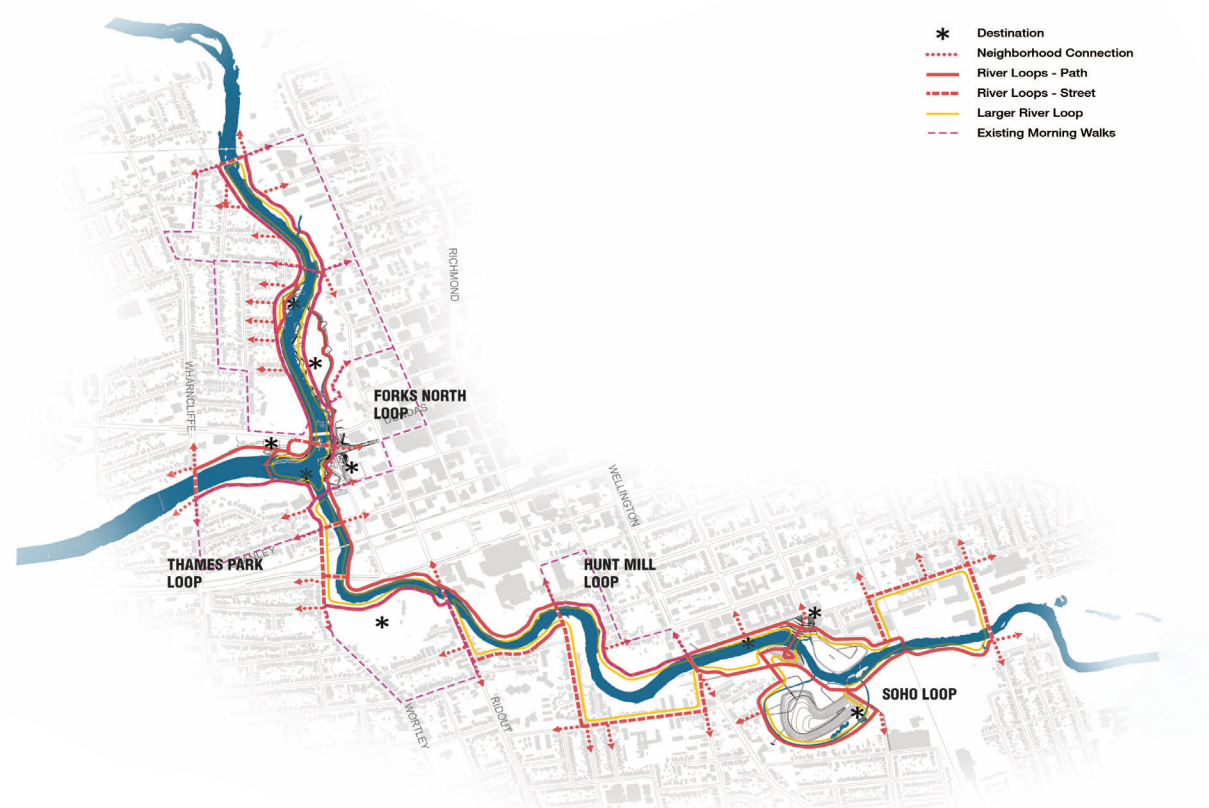 Destination
Neighborhood Connection
River Loops - Path
River Loops - Street
Larger River Loop
Existing Morning Walks
RICHMOND
WHARNCLIFFE
FORKS NORTH
LOOP
DUNDAS
WELLINGTON
THAMES PARK
LOOP
HUNT MILL
LOOP
SOHO LOOP
RIDOUT
WORTLEY